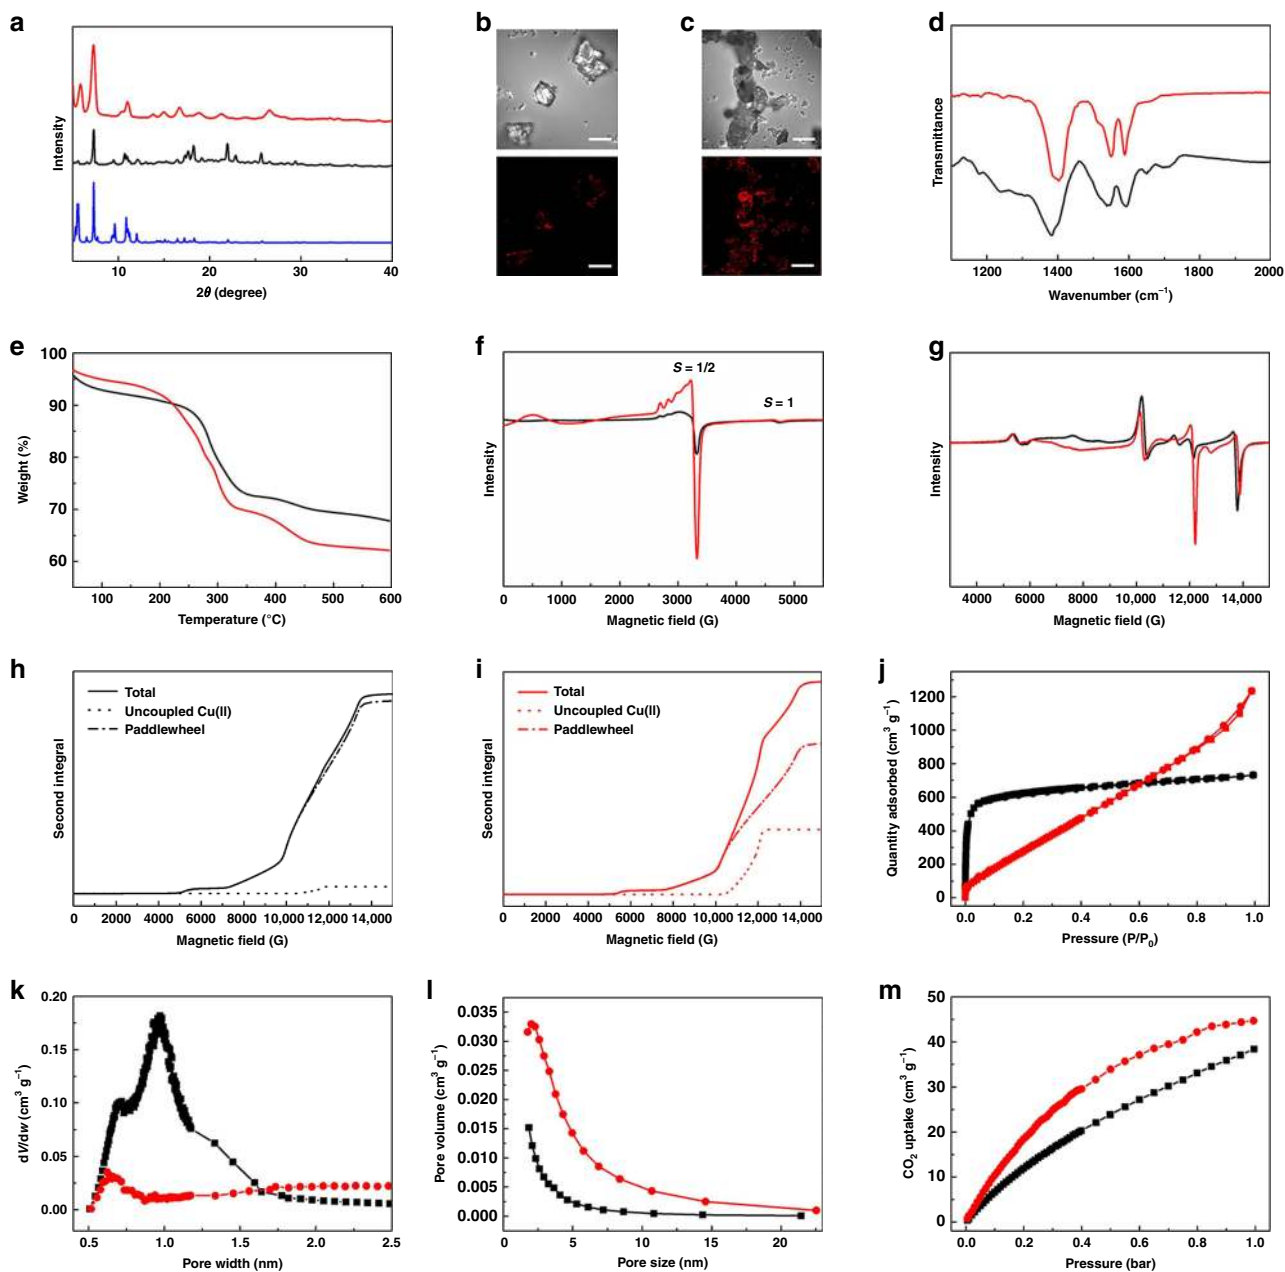 a
Intensity
10
20
30
40
2θ (degree)
b
c
d
Transmittance
1200
1400
1600
1800
2000
Wavenumber (cm⁻¹)
e
100
90
80
70
60
Weight (%)
100
200
300
400
500
600
Temperature (°C)
f
S = 1/2
S = 1
Intensity
0
1000
2000
3000
4000
5000
Magnetic field (G)
g
Intensity
4000
6000
8000
10,000
12,000
14,000
Magnetic field (G)
h
Total
Uncoupled Cu(II)
Paddlewheel
Second integral
0
2000
4000
6000
8000
10,000
12,000
14,000
Magnetic field (G)
i
Total
Uncoupled Cu(II)
Paddlewheel
Second integral
0
2000
4000
6000
8000
10,000
12,000
14,000
Magnetic field (G)
j
1200
1000
800
600
400
200
0
Quantity adsorbed (cm³ g⁻¹)
0.0
0.2
0.4
0.6
0.8
1.0
Pressure (P/P₀)
k
0.20
0.15
0.10
0.05
0.00
dV/dw (cm³ g⁻¹)
0.5
1.0
1.5
2.0
2.5
Pore width (nm)
l
0.035
0.030
0.025
0.020
0.015
0.010
0.005
0.000
Pore volume (cm³ g⁻¹)
0
5
10
15
20
Pore size (nm)
m
50
40
30
20
10
0
CO₂ uptake (cm³ g⁻¹)
0.0
0.2
0.4
0.6
0.8
1.0
Pressure (bar)